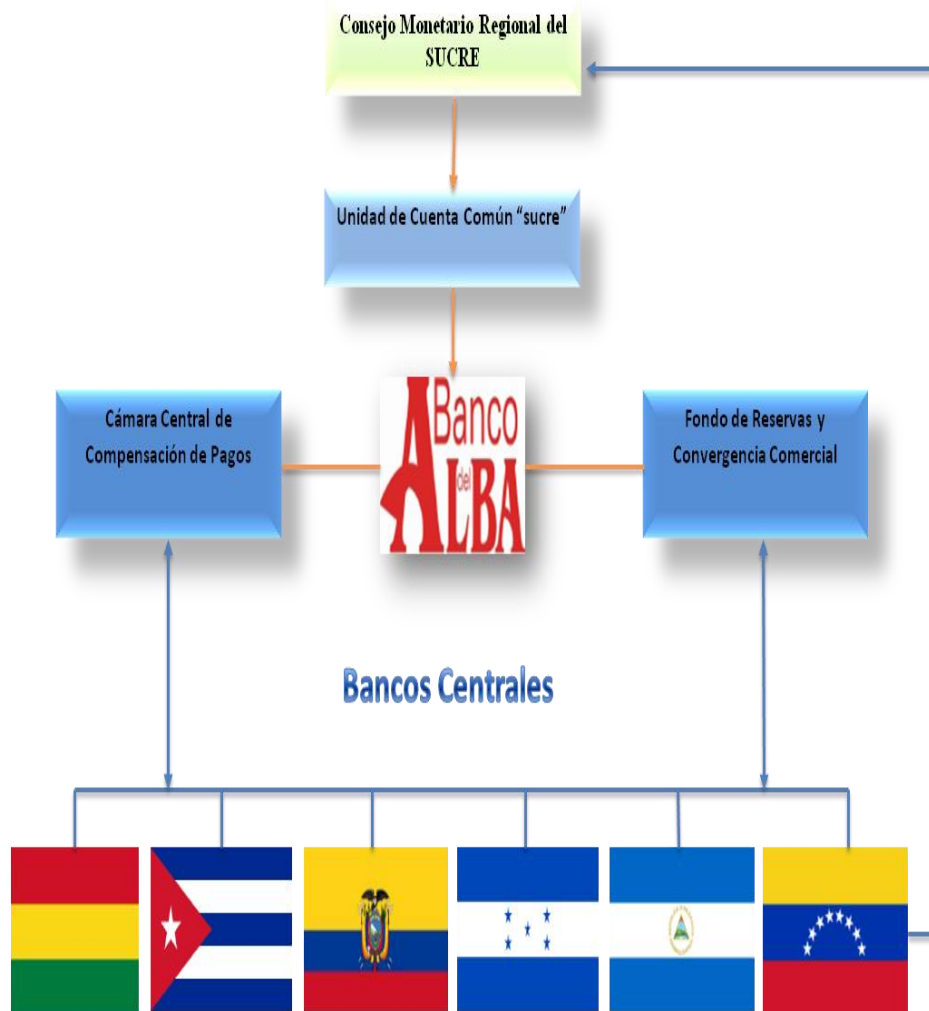 Consejo Monetario Regional del
SUCRE
Unidad de Cuenta Común “sucre”
Cámara Central de
Compensación de Pagos
Banco
del
ALBA
Fondo de Reservas y
Convergencia Comercial
Bancos Centrales